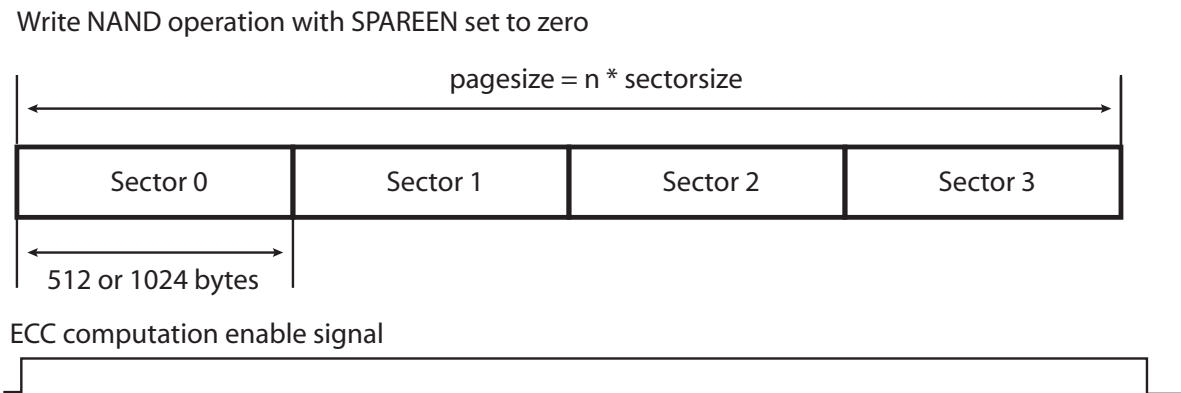 Write NAND operation with SPAREEN set to zero
pagesize = n * sectorsize
Sector 0 Sector 1 Sector 2 Sector 3
512 or 1024 bytes
ECC computation enable signal